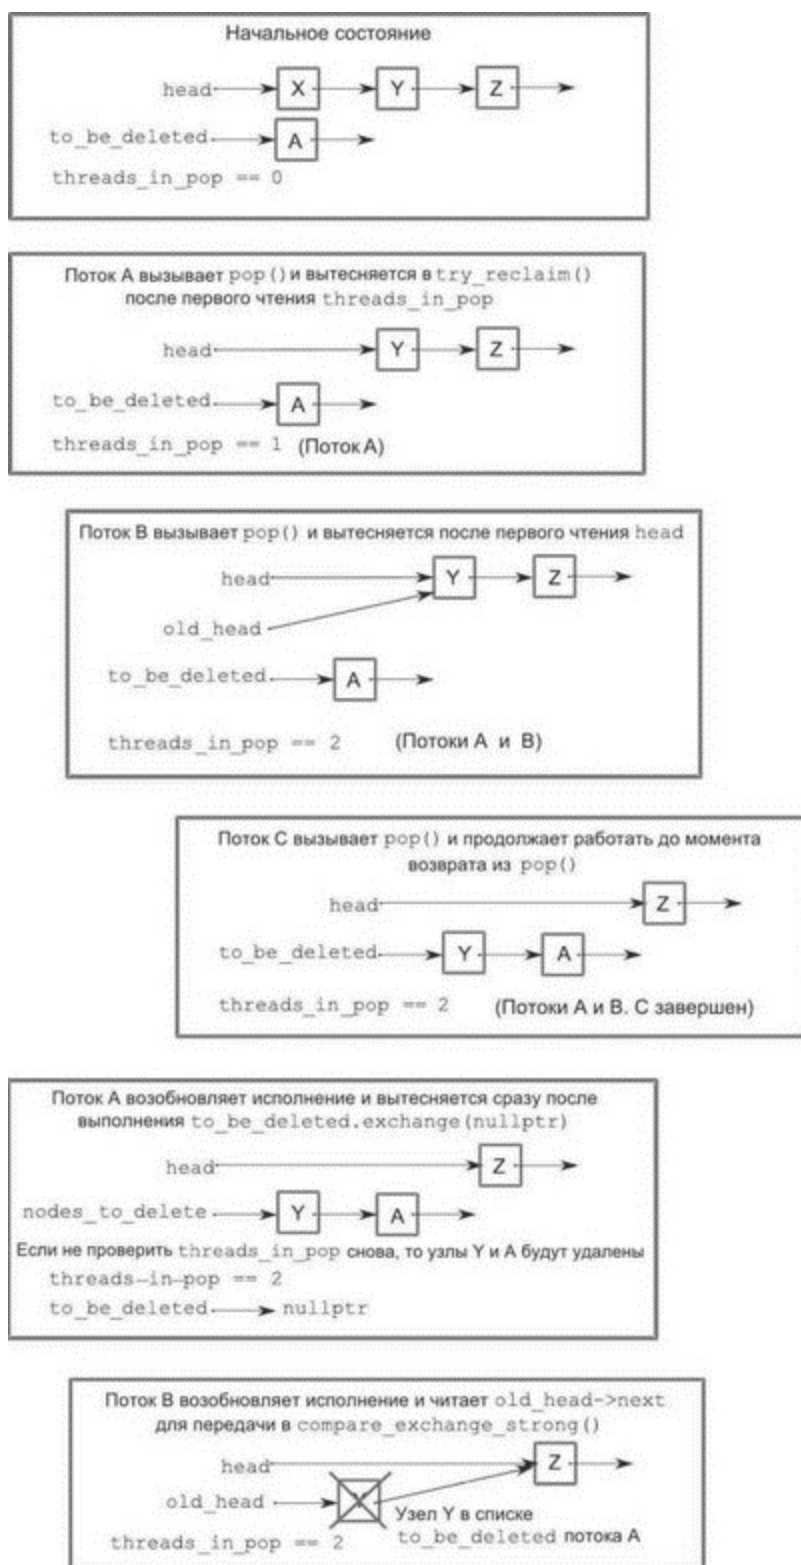 Начальное состояние
head X Y Z
to_be_deleted A
threads_in_pop == 0
Поток А вызывает pop() и вытесняется в try_reclaim()
после первого чтения threads_in_pop
head Y Z
to_be_deleted A
threads_in_pop == 1 (Поток А)
Поток В вызывает pop() и вытесняется после первого чтения head
head Y Z
old_head
to_be_deleted A
threads_in_pop == 2 (Потоки А и В)
Поток С вызывает pop() и продолжает работать до момента
возврата из pop()
head Z
to_be_deleted Y A
threads_in_pop == 2 (Потоки А и В. С завершен)
Поток А возобновляет исполнение и вытесняется сразу после
выполнения to_be_deleted.exchange(nullptr)
head Z
nodes_to_delete Y A
Если не проверить threads_in_pop снова, то узлы Y и А будут удалены
threads—in—pop == 2
to_be_deleted nullptr
Поток В возобновляет исполнение и читает old_head->next
для передачи в compare_exchange_strong()
head Z
old_head Y
Узел Y в списке
threads_in_pop == 2 to_be_deleted потока А